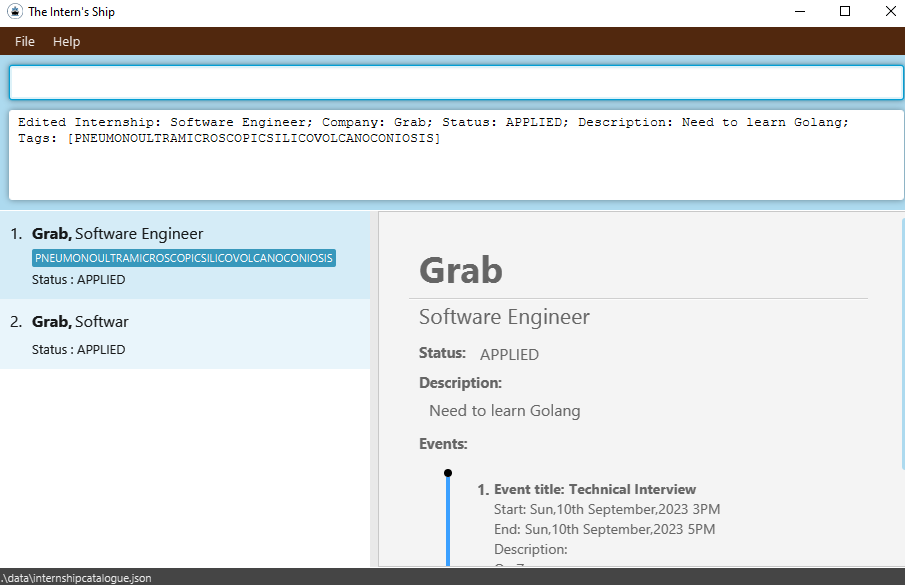 The Intern's Ship
File Help
Edited Internship: Software Engineer; Company: Grab; Status: APPLIED; Description: Need to learn Golang;
Tags: [PNEUMONOULTRAMICROSCOPICSILICOVOLCANOCONIOSIS]
1. Grab, Software Engineer
PNEUMONOULTRAMICROSCOPICSILICOVOLCANOCONIOSIS
Status : APPLIED
2. Grab, Softwar
Status : APPLIED
Grab
Software Engineer
Status: APPLIED
Description:
Need to learn Golang
Events:
1. Event title: Technical Interview
Start: Sun,10th September,2023 3PM
End: Sun,10th September,2023 5PM
Description:
.\data\internshipcatalogue.json